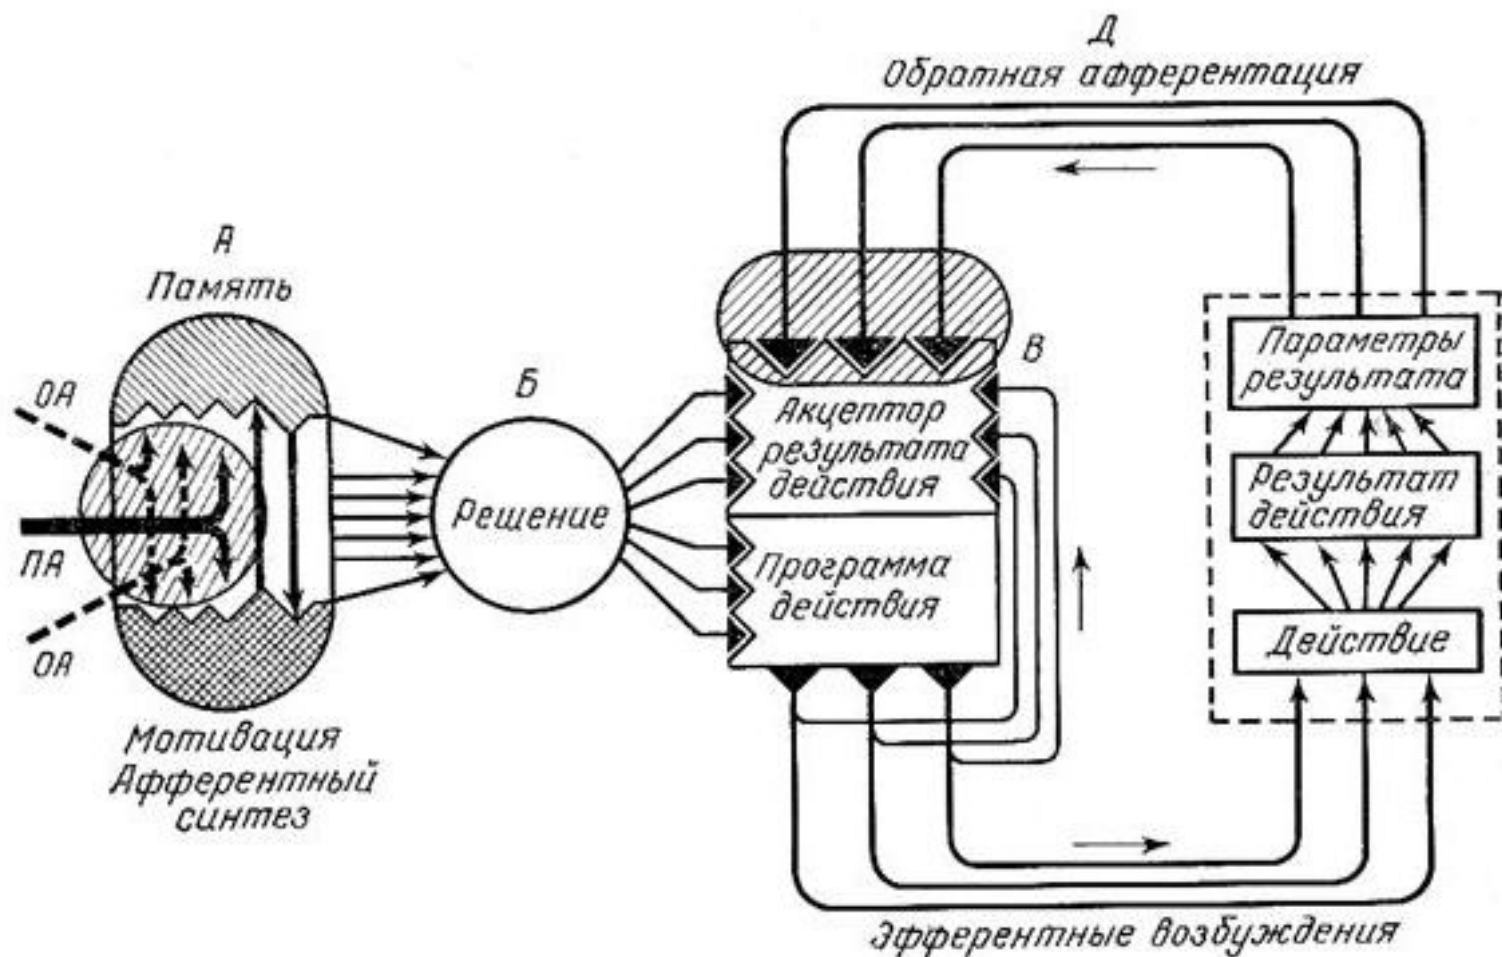 Д
Обратная афферентация
А
Память
ОА
ПА
ОА
Мотивация
Афферентный
синтез
Б
Решение
В
Акцептор
результата
действия
Программа
действия
Параметры
результата
Результат
действия
Действие
Эфферентные возбуждения